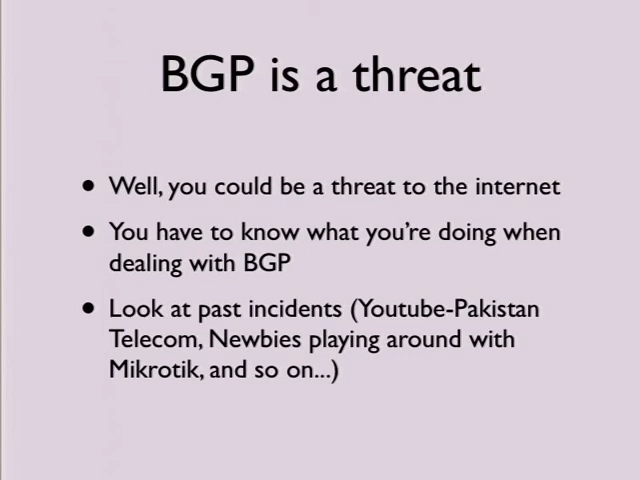 BGP is a threat
• Well, you could be a threat to the internet
• You have to know what you're doing when
dealing with BGP
• Look at past incidents (Youtube-Pakistan
Telecom, Newbies playing around with
Mikrotik, and so on...)